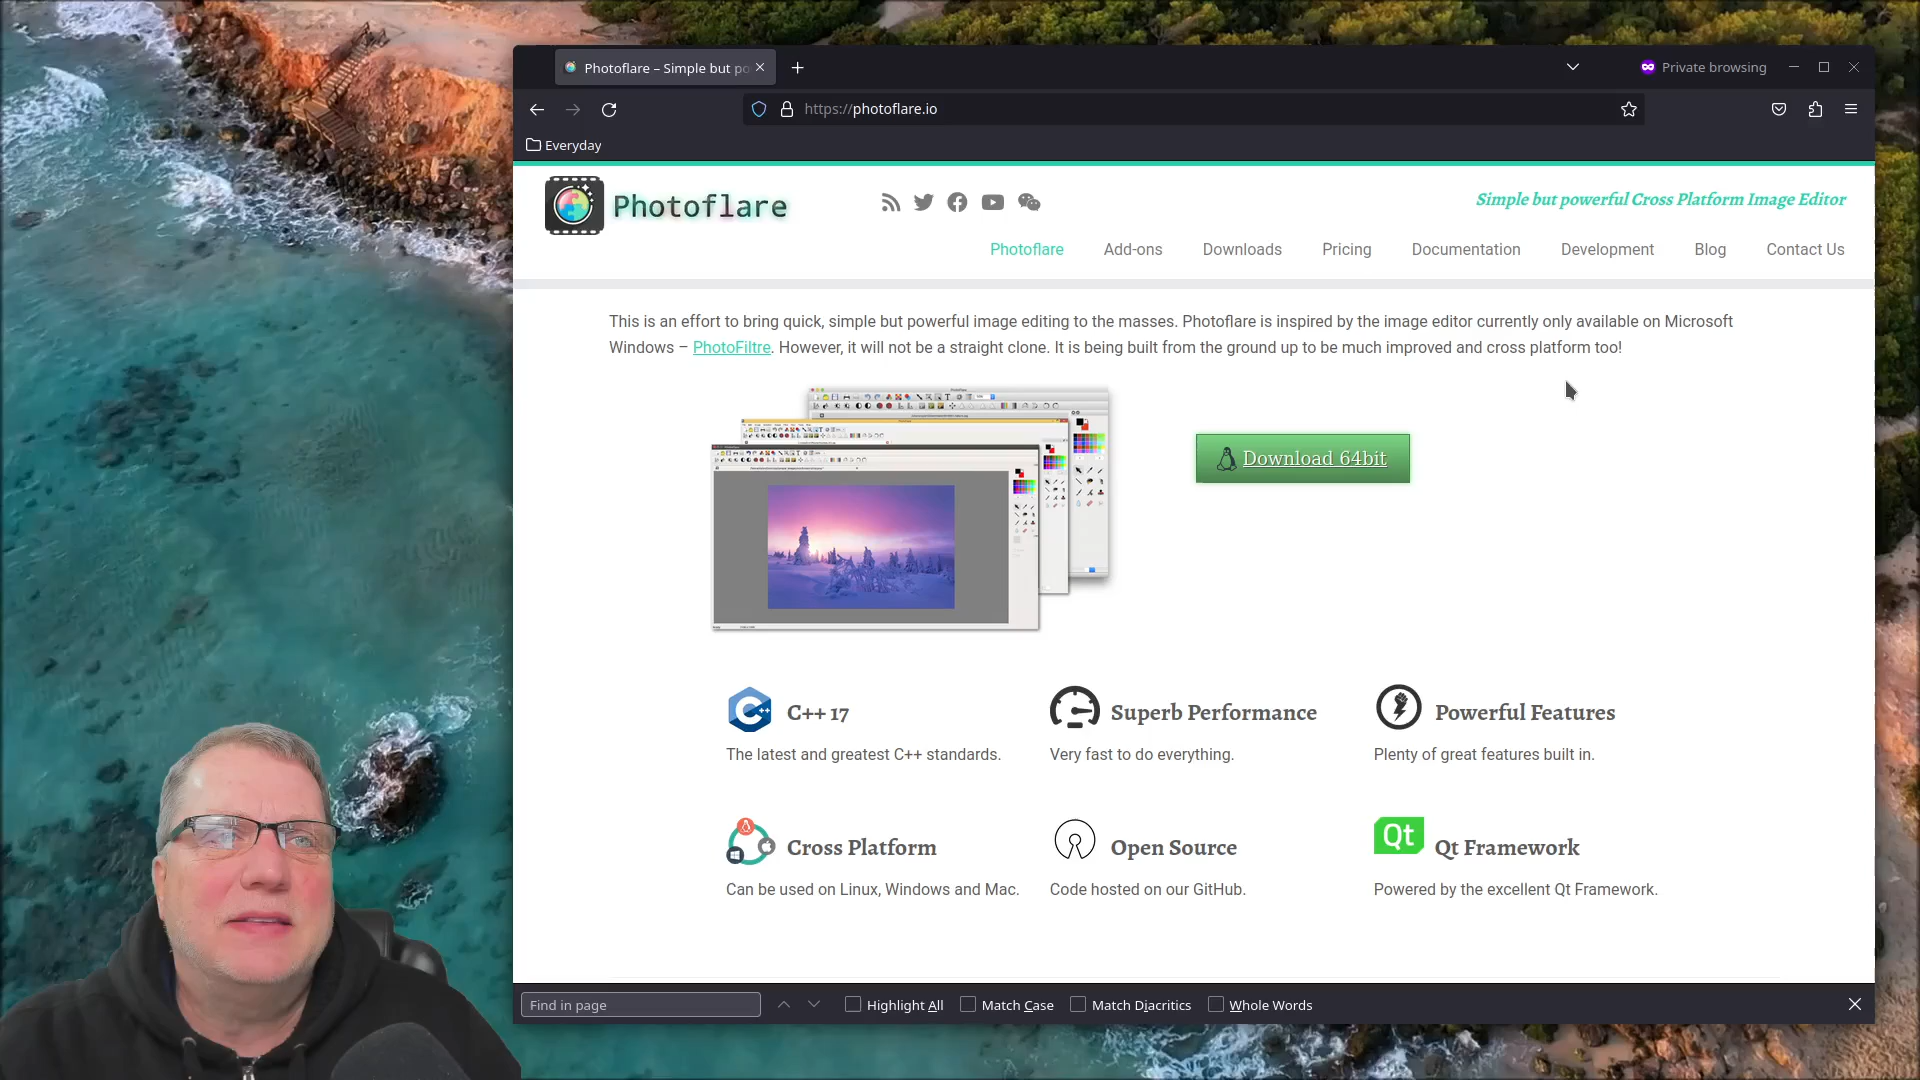 Photoflare – Simple but po
Private browsing
https://photoflare.io
Everyday
Photoflare
Simple but powerful Cross Platform Image Editor
Photoflare Add-ons Downloads Pricing Documentation Development Blog Contact Us
This is an effort to bring quick, simple but powerful image editing to the masses. Photoflare is inspired by the image editor currently only available on Microsoft
Windows – PhotoFiltre. However, it will not be a straight clone. It is being built from the ground up to be much improved and cross platform too!
Download 64bit
C++ 17
The latest and greatest C++ standards.
Superb Performance
Very fast to do everything.
Powerful Features
Plenty of great features built in.
Cross Platform
Can be used on Linux, Windows and Mac.
Open Source
Code hosted on our GitHub.
Qt
Qt Framework
Powered by the excellent Qt Framework.
Find in page
Highlight All
Match Case
Match Diacritics
Whole Words